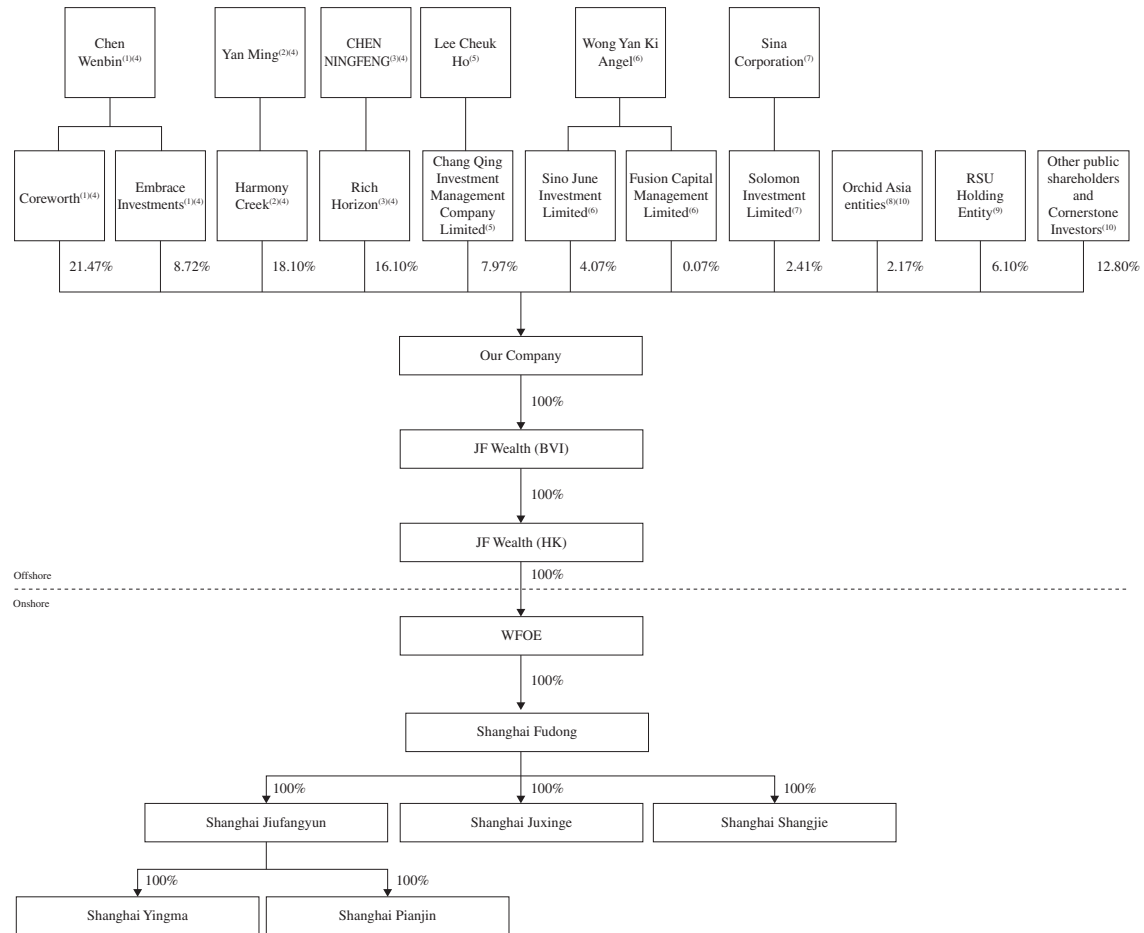 Chen
Wenbin(1)(4)
Yan Ming(2)(4)
CHEN
NINGFENG(3)(4)
Lee Cheuk
Ho(5)
Wong Yan Ki
Angel(6)
Sina
Corporation(7)
Coreworth(1)(4)
Embrace
Investments(1)(4)
Harmony
Creek(2)(4)
Rich
Horizon(3)(4)
Chang Qing
Investment
Management
Company
Limited(5)
Sino June
Investment
Limited(6)
Fusion Capital
Management
Limited(6)
Solomon
Investment
Limited(7)
Orchid Asia
entities(8)(10)
RSU
Holding
Entity(9)
Other public
shareholders
and
Cornerstone
Investors(10)
21.47%
8.72%
18.10%
16.10%
7.97%
4.07%
0.07%
2.41%
2.17%
6.10%
12.80%
Our Company
100%
JF Wealth (BVI)
100%
JF Wealth (HK)
100%
Offshore
Onshore
WFOE
100%
Shanghai Fudong
100%
100%
100%
Shanghai Jiufangyun
Shanghai Juxinge
Shanghai Shangjie
100%
100%
Shanghai Yingma
Shanghai Pianjin